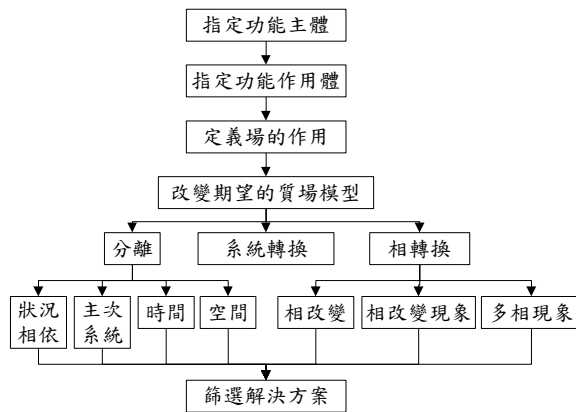 指定功能主體
指定功能作用體
定義場的作用
改變期望的質場模型
分離
系統轉換
相轉換
狀況
相依
主次
系統
時間
空間
相改變
相改變現象
多相現象
篩選解決方案